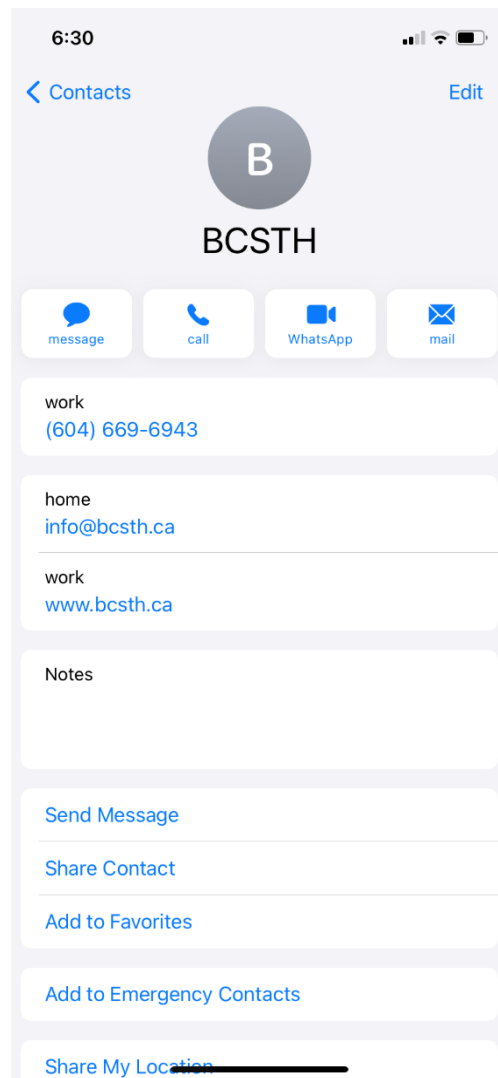 6:30
Contacts
Edit
B
BCSTH
message
call
WhatsApp
mail
work
(604) 669-6943
home
info@bcsth.ca
work
www.bcsth.ca
Notes
Send Message
Share Contact
Add to Favorites
Add to Emergency Contacts
Share My Location